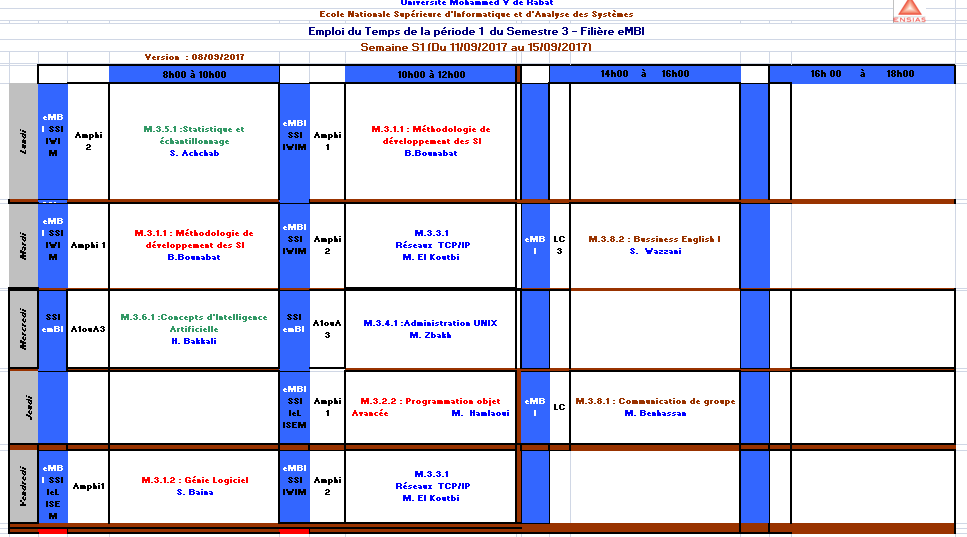 Université Mohammed V de Rabat
Ecole Nationale Supérieure d'Informatique et d'Analyse des Systèmes
ENSIAS
Emploi du Temps de la période 1 du Semestre 3 - Filière eMBI
Semaine S1 (Du 11/09/2017 au 15/09/2017)
Version : 08/09/2017
8h00 à 10h00
10h00 à 12h00
14h00 à 16h00
16h 00 à 18h00
Lundi
eMB
I SSI
IWI
M
Amphi
2
M.3.5.1 :Statistique et
échantillonnage
S. Achchab
eMBI
SSI
IWIM
Amphi
1
M.3.1.1 : Méthodologie de
développement des SI
B.Bounabat
Mardi
eMB
I SSI
IWI
M
Amphi 1
M.3.1.1 : Méthodologie de
développement des SI
B.Bounabat
eMBI
SSI
IWIM
Amphi
2
M.3.3.1
Réseaux TCP/IP
M. El Koutbi
eMB
I
LC
3
M.3.8.2 : Bussiness English I
S. Wazzani
Mercredi
SSI
emBI
A1ouA3
M.3.6.1 :Concepts d'Intelligence
Artificielle
H. Bakkali
SSI
emBI
A1ouA
3
M.3.4.1 :Administration UNIX
M. Zbakh
Jeudi
eMBI
SSI
IeL
ISEM
Amphi
1
M.3.2.2 : Programmation objet
Avancée M. Hamlaoui
eMB
I
LC
M.3.8.1 : Communication de groupe
M. Benhassan
Vendredi
eMB
I SSI
IeL
ISE
M
Amphi1
M.3.1.2 : Génie Logiciel
S. Baina
eMBI
SSI
IWIM
Amphi
2
M.3.3.1
Réseaux TCP/IP
M. El Koutbi